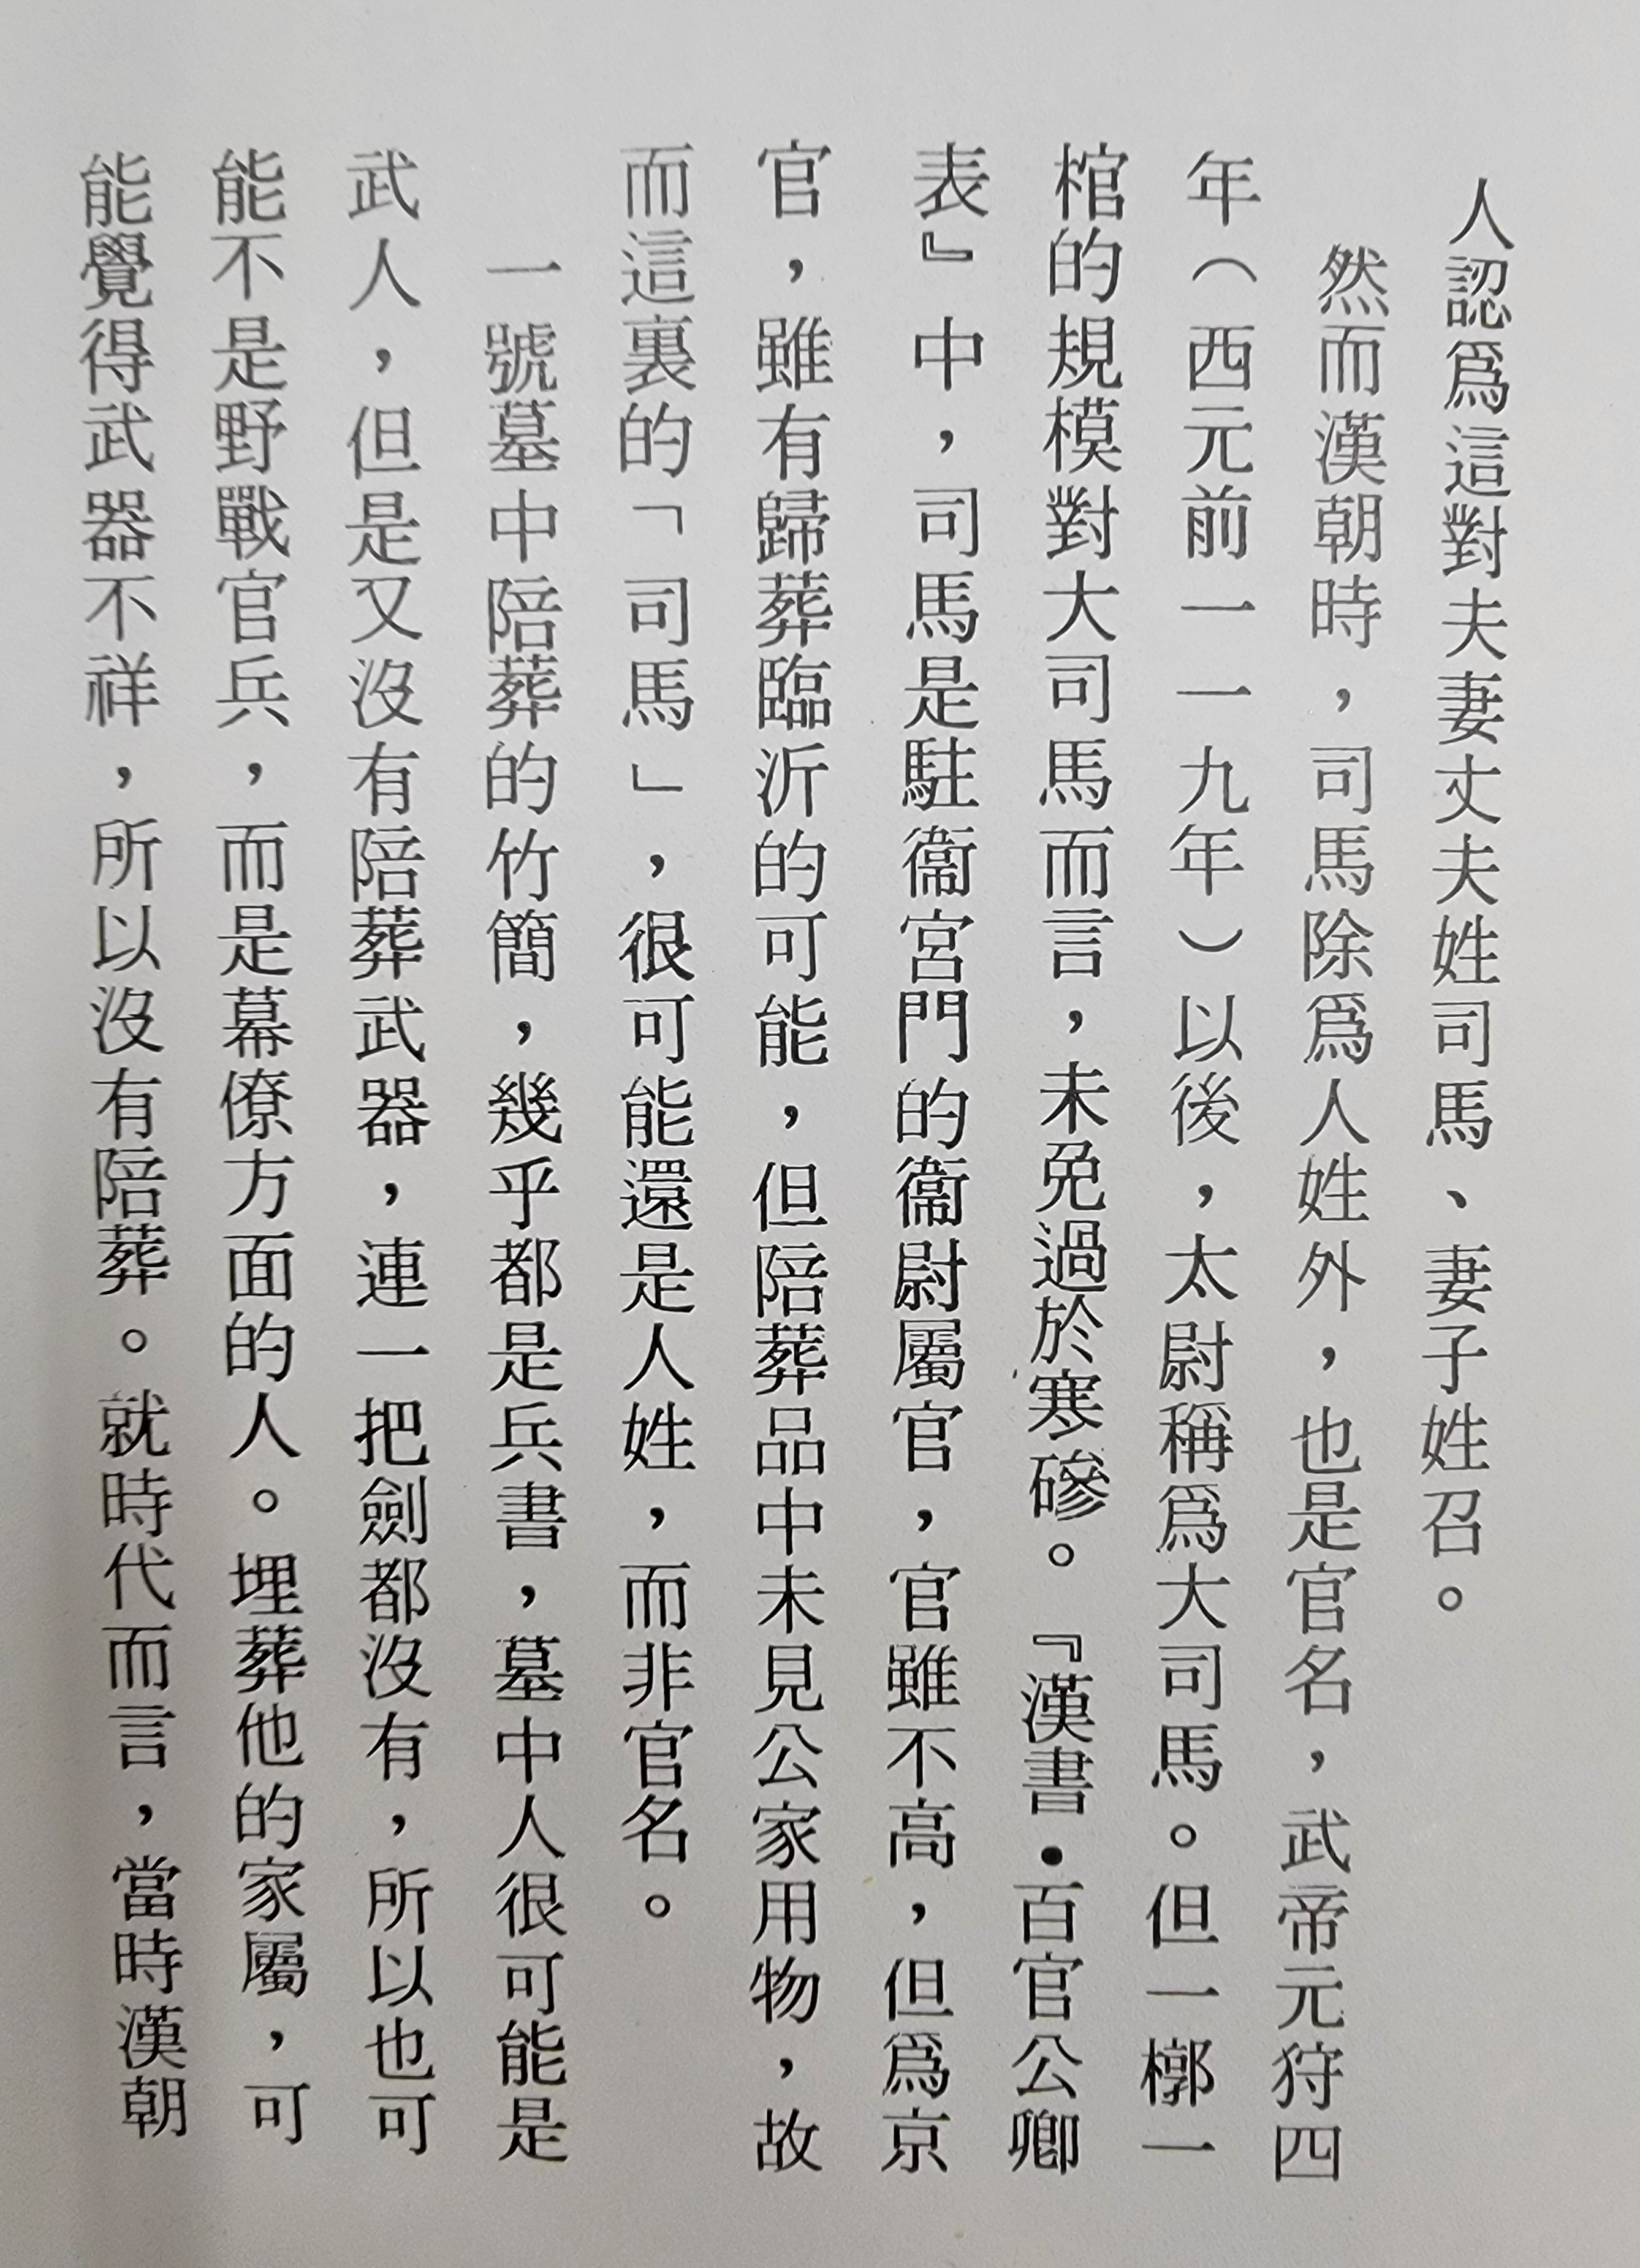 人認爲這對夫妻丈夫姓司馬、妻子姓召。
然而漢朝時，司馬除爲人姓外，也是官名，武帝元狩四
年（西元前一一九年）以後，太尉稱爲大司馬。但一槨一
棺的規模對大司馬而言，未免過於寒磣。『漢書•百官公卿
表』中，司馬是駐衞宮門的衞尉屬官，官雖不高，但爲京
官，雖有歸葬臨沂的可能，但陪葬品中未見公家用物，故
而這裏的「司馬」，很可能還是人姓，而非官名。
一號墓中陪葬的竹簡，幾乎都是兵書，墓中人很可能是
武人，但是又沒有陪葬武器，連一把劍都沒有，所以也可
能不是野戰官兵，而是幕僚方面的人。埋葬他的家屬，可
能覺得武器不祥，所以沒有陪葬。就時代而言，當時漢朝